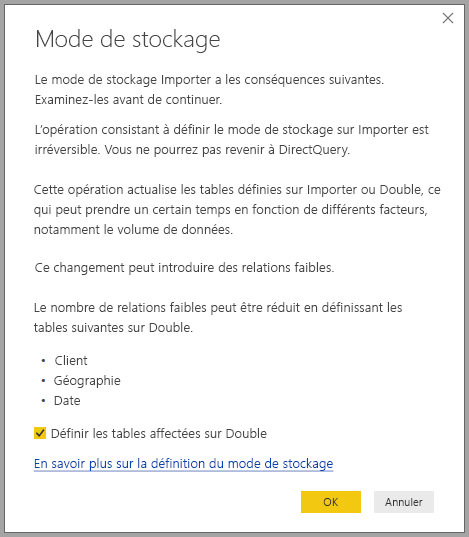 Mode de stockage
Le mode de stockage Importer a les conséquences suivantes.
Examinez-les avant de continuer.
L'opération consistant à définir le mode de stockage sur Importer est
irréversible. Vous ne pourrez pas revenir à DirectQuery.
Cette opération actualise les tables définies sur Importer ou Double, ce
qui peut prendre un certain temps en fonction de différents facteurs,
notamment le volume de données.
Ce changement peut introduire des relations faibles.
Le nombre de relations faibles peut être réduit en définissant les
tables suivantes sur Double.
• Client
• Géographie
• Date
Définir les tables affectées sur Double
En savoir plus sur la définition du mode de stockage
OK
Annuler